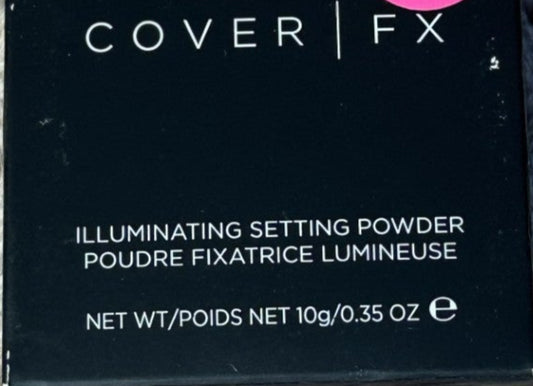 COVER | FX
ILLUMINATING SETTING POWDER
POUDRE FIXATRICE LUMINEUSE
NET WT/POIDS NET 10g/0.35 OZ ℮